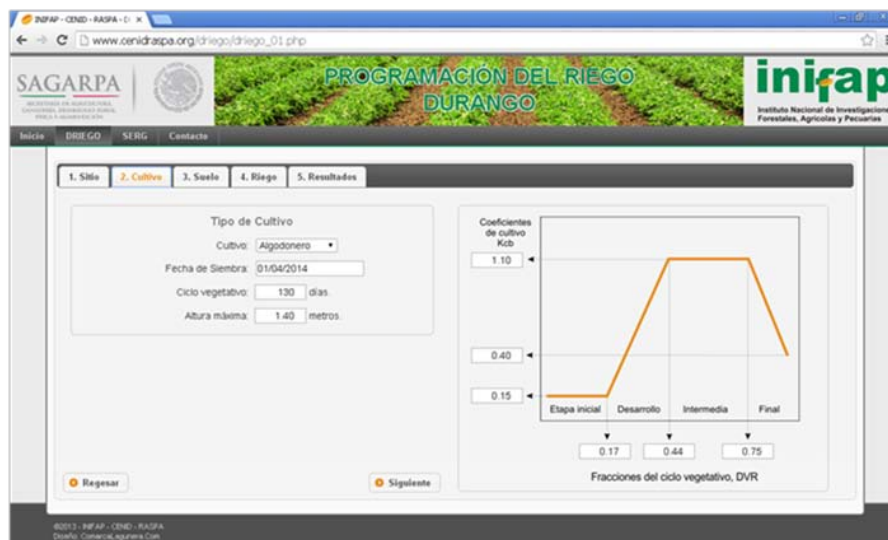 INIFAP - CENID - RASPA - D
www.cenidraspa.org/driego/driego_01.php
SAGARPA
PROGRAMACIÓN DEL RIEGO
DURANGO
inifap
Instituto Nacional de Investigaciones
Forestales, Agrícolas y Pecuarias
Inicio DRIEGO SERG Contacto
1. Sitio 2. Cultivo 3. Suelo 4. Riego 5. Resultados
Tipo de Cultivo
Cultivo: Algodonero
Fecha de Siembra: 01/04/2014
Ciclo vegetativo: 130 días.
Altura máxima: 1.40 metros.
Regesar
Siguiente
Coeficientes
de cultivo
Kcb
1.10
0.40
0.15
Etapa inicial Desarrollo Intermedia Final
0.17 0.44 0.75
Fracciones del ciclo vegetativo, DVR
©2013 - INIFAP - CENID - RASPA
Diseño: ComarcaLagunera.Com